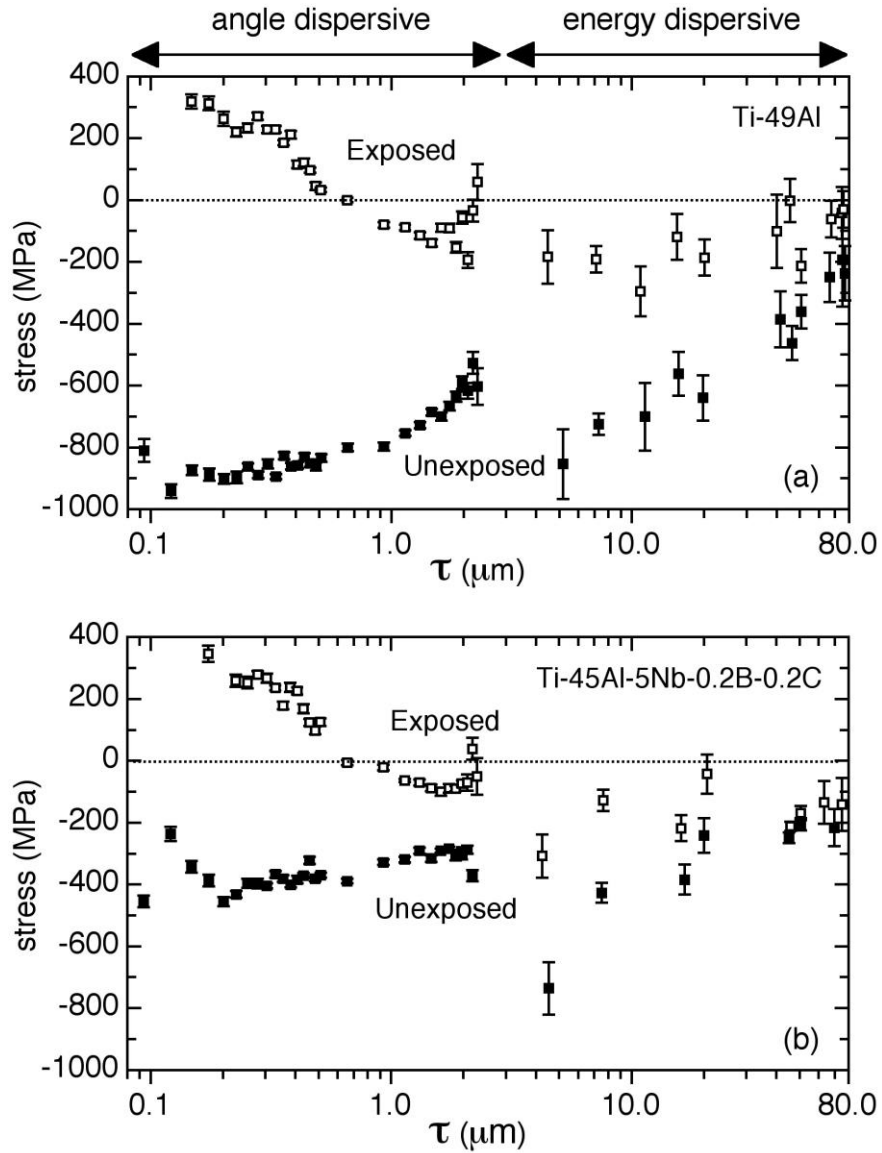 angle dispersive energy dispersive
400
Ti-49Al
200
Exposed
0
-200
stress (MPa)
-400
-600
-800
Unexposed
(a)
-1000
0.1 1.0 10.0 80.0
τ (μm)
400
Ti-45Al-5Nb-0.2B-0.2C
200
Exposed
0
-200
stress (MPa)
-400
Unexposed
-600
-800
(b)
-1000
0.1 1.0 10.0 80.0
τ (μm)